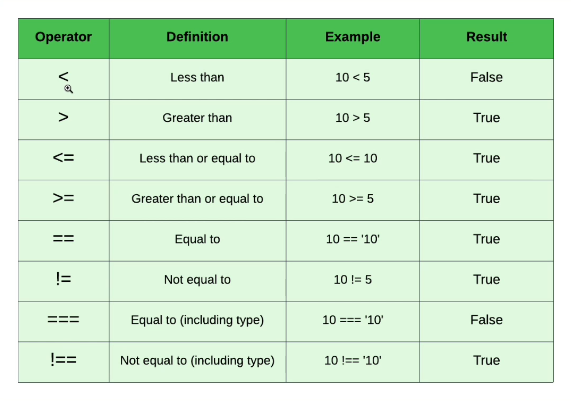 Operator Definition Example Result
< Less than 10 < 5 False
> Greater than 10 > 5 True
<= Less than or equal to 10 <= 10 True
>= Greater than or equal to 10 >= 5 True
== Equal to 10 == '10' True
!= Not equal to 10 != 5 True
=== Equal to (including type) 10 === '10' False
!== Not equal to (including type) 10 !== '10' True